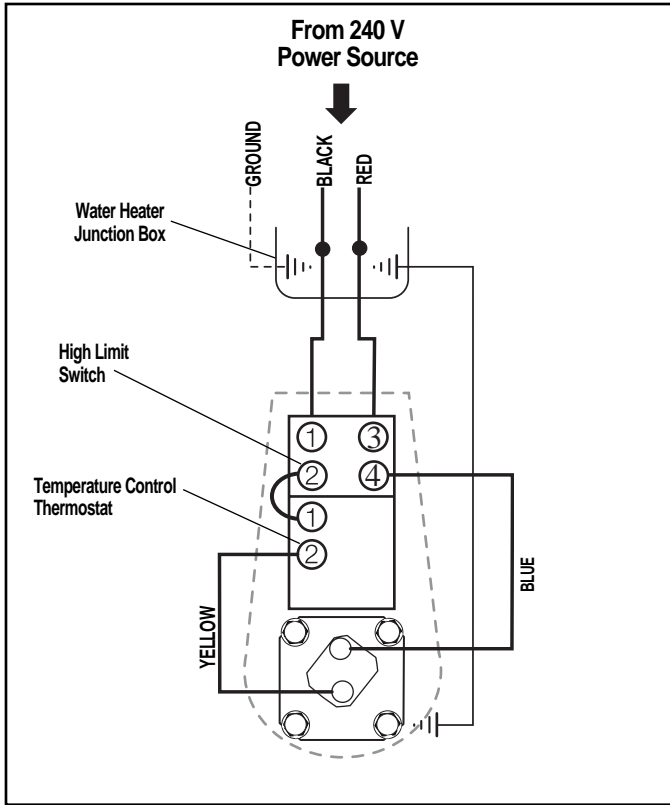 From 240 V
Power Source
GROUND
BLACK
RED
Water Heater
Junction Box
High Limit
Switch
1 3
2 4
Temperature Control
Thermostat
1
2
YELLOW
BLUE